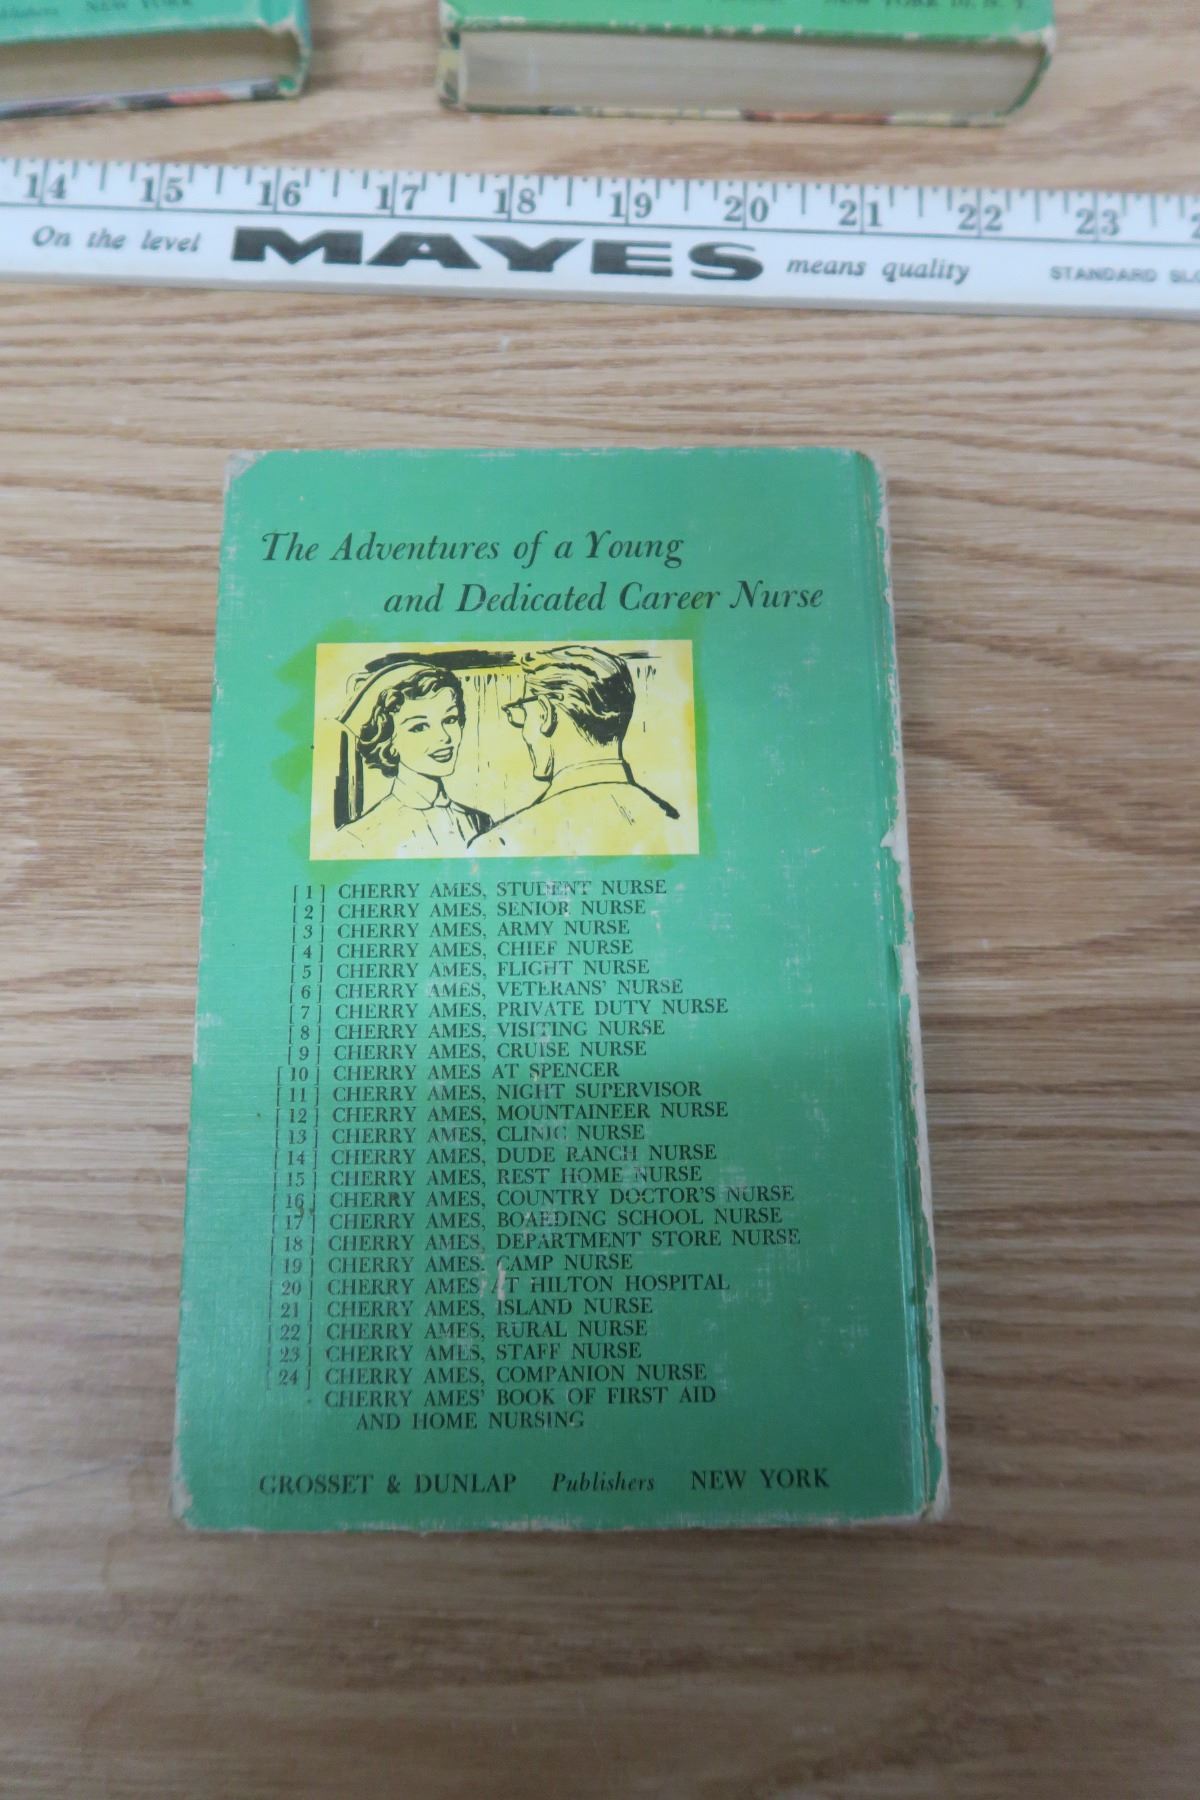 Publishers NEW YORK
NEW YORK 10, N. Y.
14 15 16 17 18 19 20 21 22 23
On the level MAYES means quality STANDARD
The Adventures of a Young
and Dedicated Career Nurse
[ 1 ] CHERRY AMES, STUDENT NURSE
[ 2 ] CHERRY AMES, SENIOR NURSE
[ 3 ] CHERRY AMES, ARMY NURSE
[ 4 ] CHERRY AMES, CHIEF NURSE
[ 5 ] CHERRY AMES, FLIGHT NURSE
[ 6 ] CHERRY AMES, VETERANS' NURSE
[ 7 ] CHERRY AMES, PRIVATE DUTY NURSE
[ 8 ] CHERRY AMES, VISITING NURSE
[ 9 ] CHERRY AMES, CRUISE NURSE
[ 10 ] CHERRY AMES AT SPENCER
[ 11 ] CHERRY AMES, NIGHT SUPERVISOR
[ 12 ] CHERRY AMES, MOUNTAINEER NURSE
[ 13 ] CHERRY AMES, CLINIC NURSE
[ 14 ] CHERRY AMES, DUDE RANCH NURSE
[ 15 ] CHERRY AMES, REST HOME NURSE
[ 16 ] CHERRY AMES, COUNTRY DOCTOR'S NURSE
[ 17 ] CHERRY AMES, BOARDING SCHOOL NURSE
[ 18 ] CHERRY AMES, DEPARTMENT STORE NURSE
[ 19 ] CHERRY AMES, CAMP NURSE
[ 20 ] CHERRY AMES AT HILTON HOSPITAL
[ 21 ] CHERRY AMES, ISLAND NURSE
[ 22 ] CHERRY AMES, RURAL NURSE
[ 23 ] CHERRY AMES, STAFF NURSE
[ 24 ] CHERRY AMES, COMPANION NURSE
CHERRY AMES' BOOK OF FIRST AID
AND HOME NURSING
GROSSET & DUNLAP Publishers NEW YORK